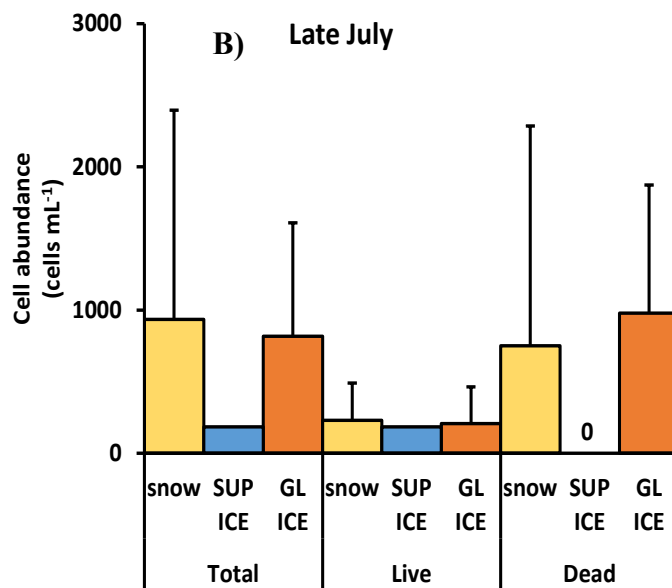 B) Late July
3000
2000
1000
0
Cell abundance
(cells mL⁻¹)
0
snow SUP GL snow SUP GL snow SUP GL
ICE ICE ICE ICE ICE ICE
Total Live Dead